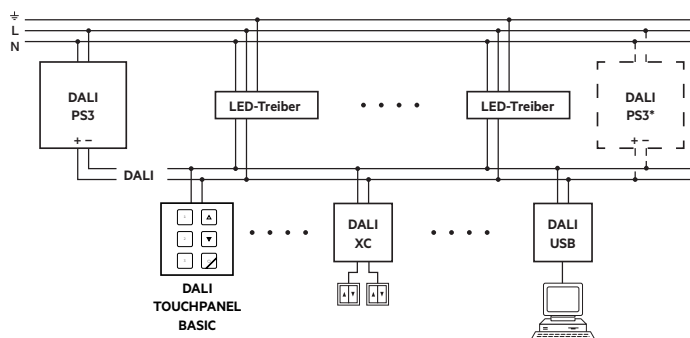 L
N
DALI
PS3
+ −
LED-Treiber
LED-Treiber
DALI
PS3*
+ −
DALI
DALI
TOUCHPANEL
BASIC
DALI
XC
DALI
USB